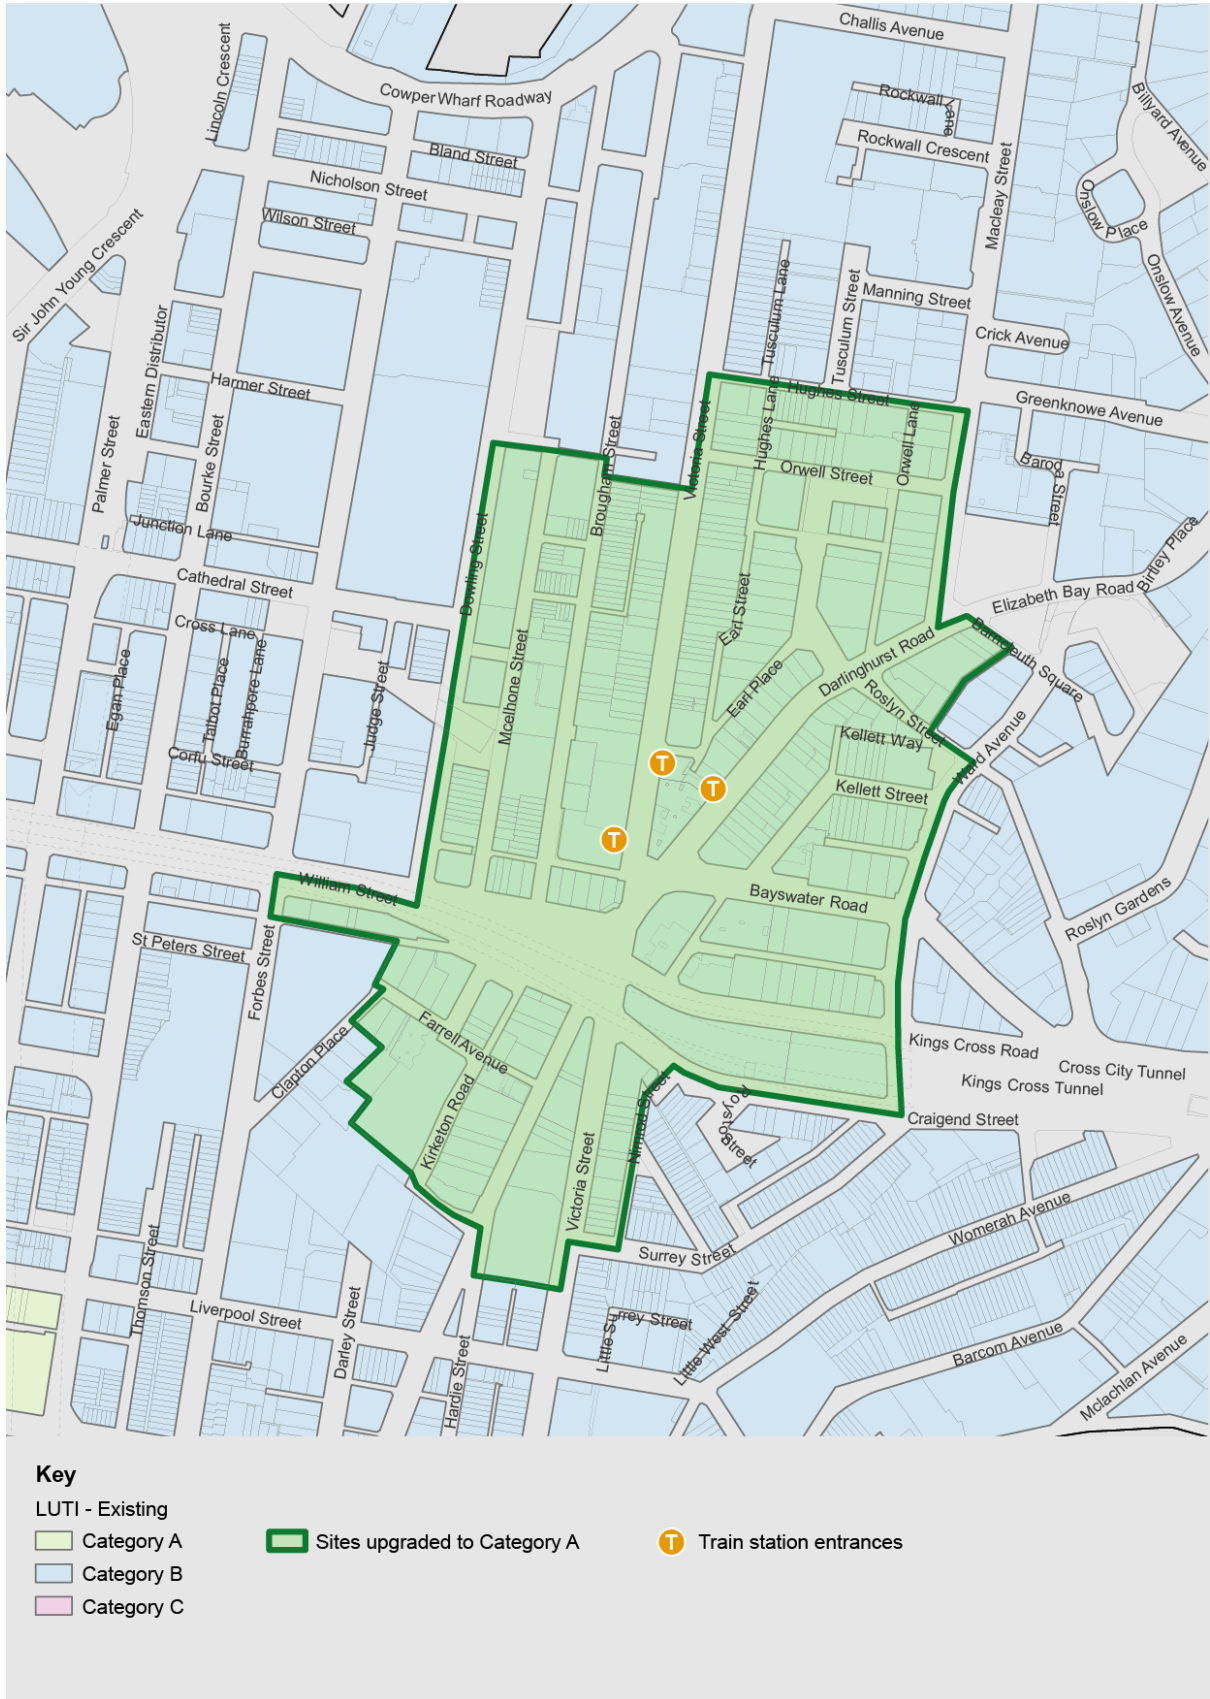 Challis Avenue
Lincoln Crescent
Cowper Wharf Roadway
Rockwall Lane
Billyard Avenue
Bland Street
Rockwall Crescent
Nicholson Street
Macleay Street
Onslow Place
Wilson Street
Sir John Young Crescent
Onslow Avenue
Tusculum Lane
Tusculum Street
Manning Street
Crick Avenue
Eastern Distributor
Harmer Street
Hughes Street
Greenknowe Avenue
Palmer Street
Bourke Street
Brougham Street
Victoria Street
Hughes Lane
Orwell Street
Orwell Lane
Baroda Street
Junction Lane
Dowling Street
Birtley Place
Cathedral Street
Earl Street
Elizabeth Bay Road
Cross Lane
Barncleuth Square
Egan Place
Talbot Place
Burrahpore Lane
Judge Street
Mcelhone Street
Earl Place
Darlinghurst Road
Roslyn Street
Corfu Street
Kellett Way
Ward Avenue
T
T
Kellett Street
T
William Street
Bayswater Road
Roslyn Gardens
St Peters Street
Forbes Street
Farrell Avenue
Clapton Place
Kings Cross Road
Cross City Tunnel
Kings Cross Tunnel
Kirketon Road
Nimrod Street
Royston Street
Craigend Street
Victoria Street
Womerah Avenue
Thomson Street
Surrey Street
Liverpool Street
Darley Street
Little Surrey Street
Little West Street
Hardie Street
Barcom Avenue
Mclachlan Avenue
Key
LUTI - Existing
Category A
Sites upgraded to Category A
T
Train station entrances
Category B
Category C